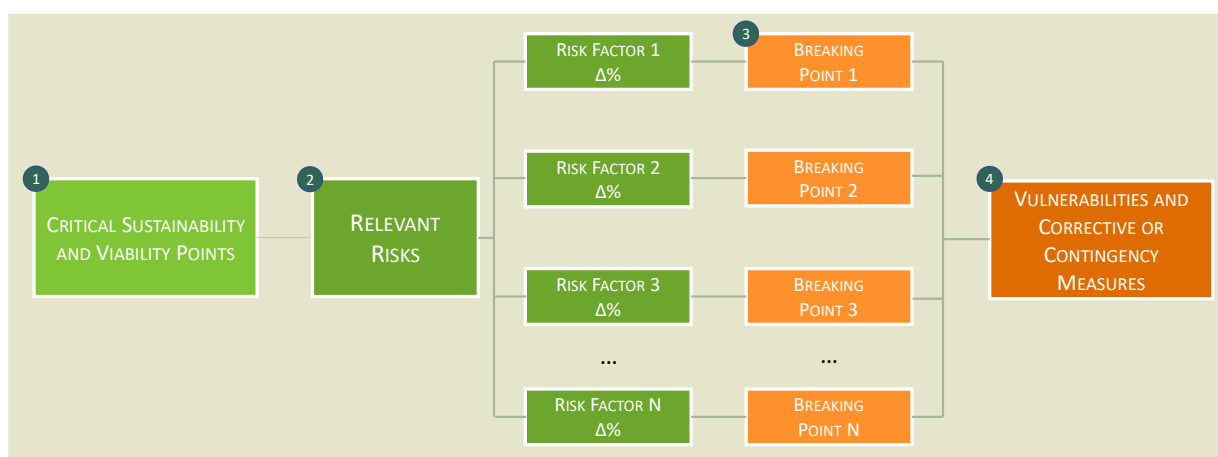 1
CRITICAL SUSTAINABILITY
AND VIABILITY POINTS
2
RELEVANT
RISKS
RISK FACTOR 1
Δ%
3
BREAKING
POINT 1
RISK FACTOR 2
Δ%
BREAKING
POINT 2
RISK FACTOR 3
Δ%
BREAKING
POINT 3
...
...
RISK FACTOR N
Δ%
BREAKING
POINT N
4
VULNERABILITIES AND
CORRECTIVE OR
CONTINGENCY
MEASURES